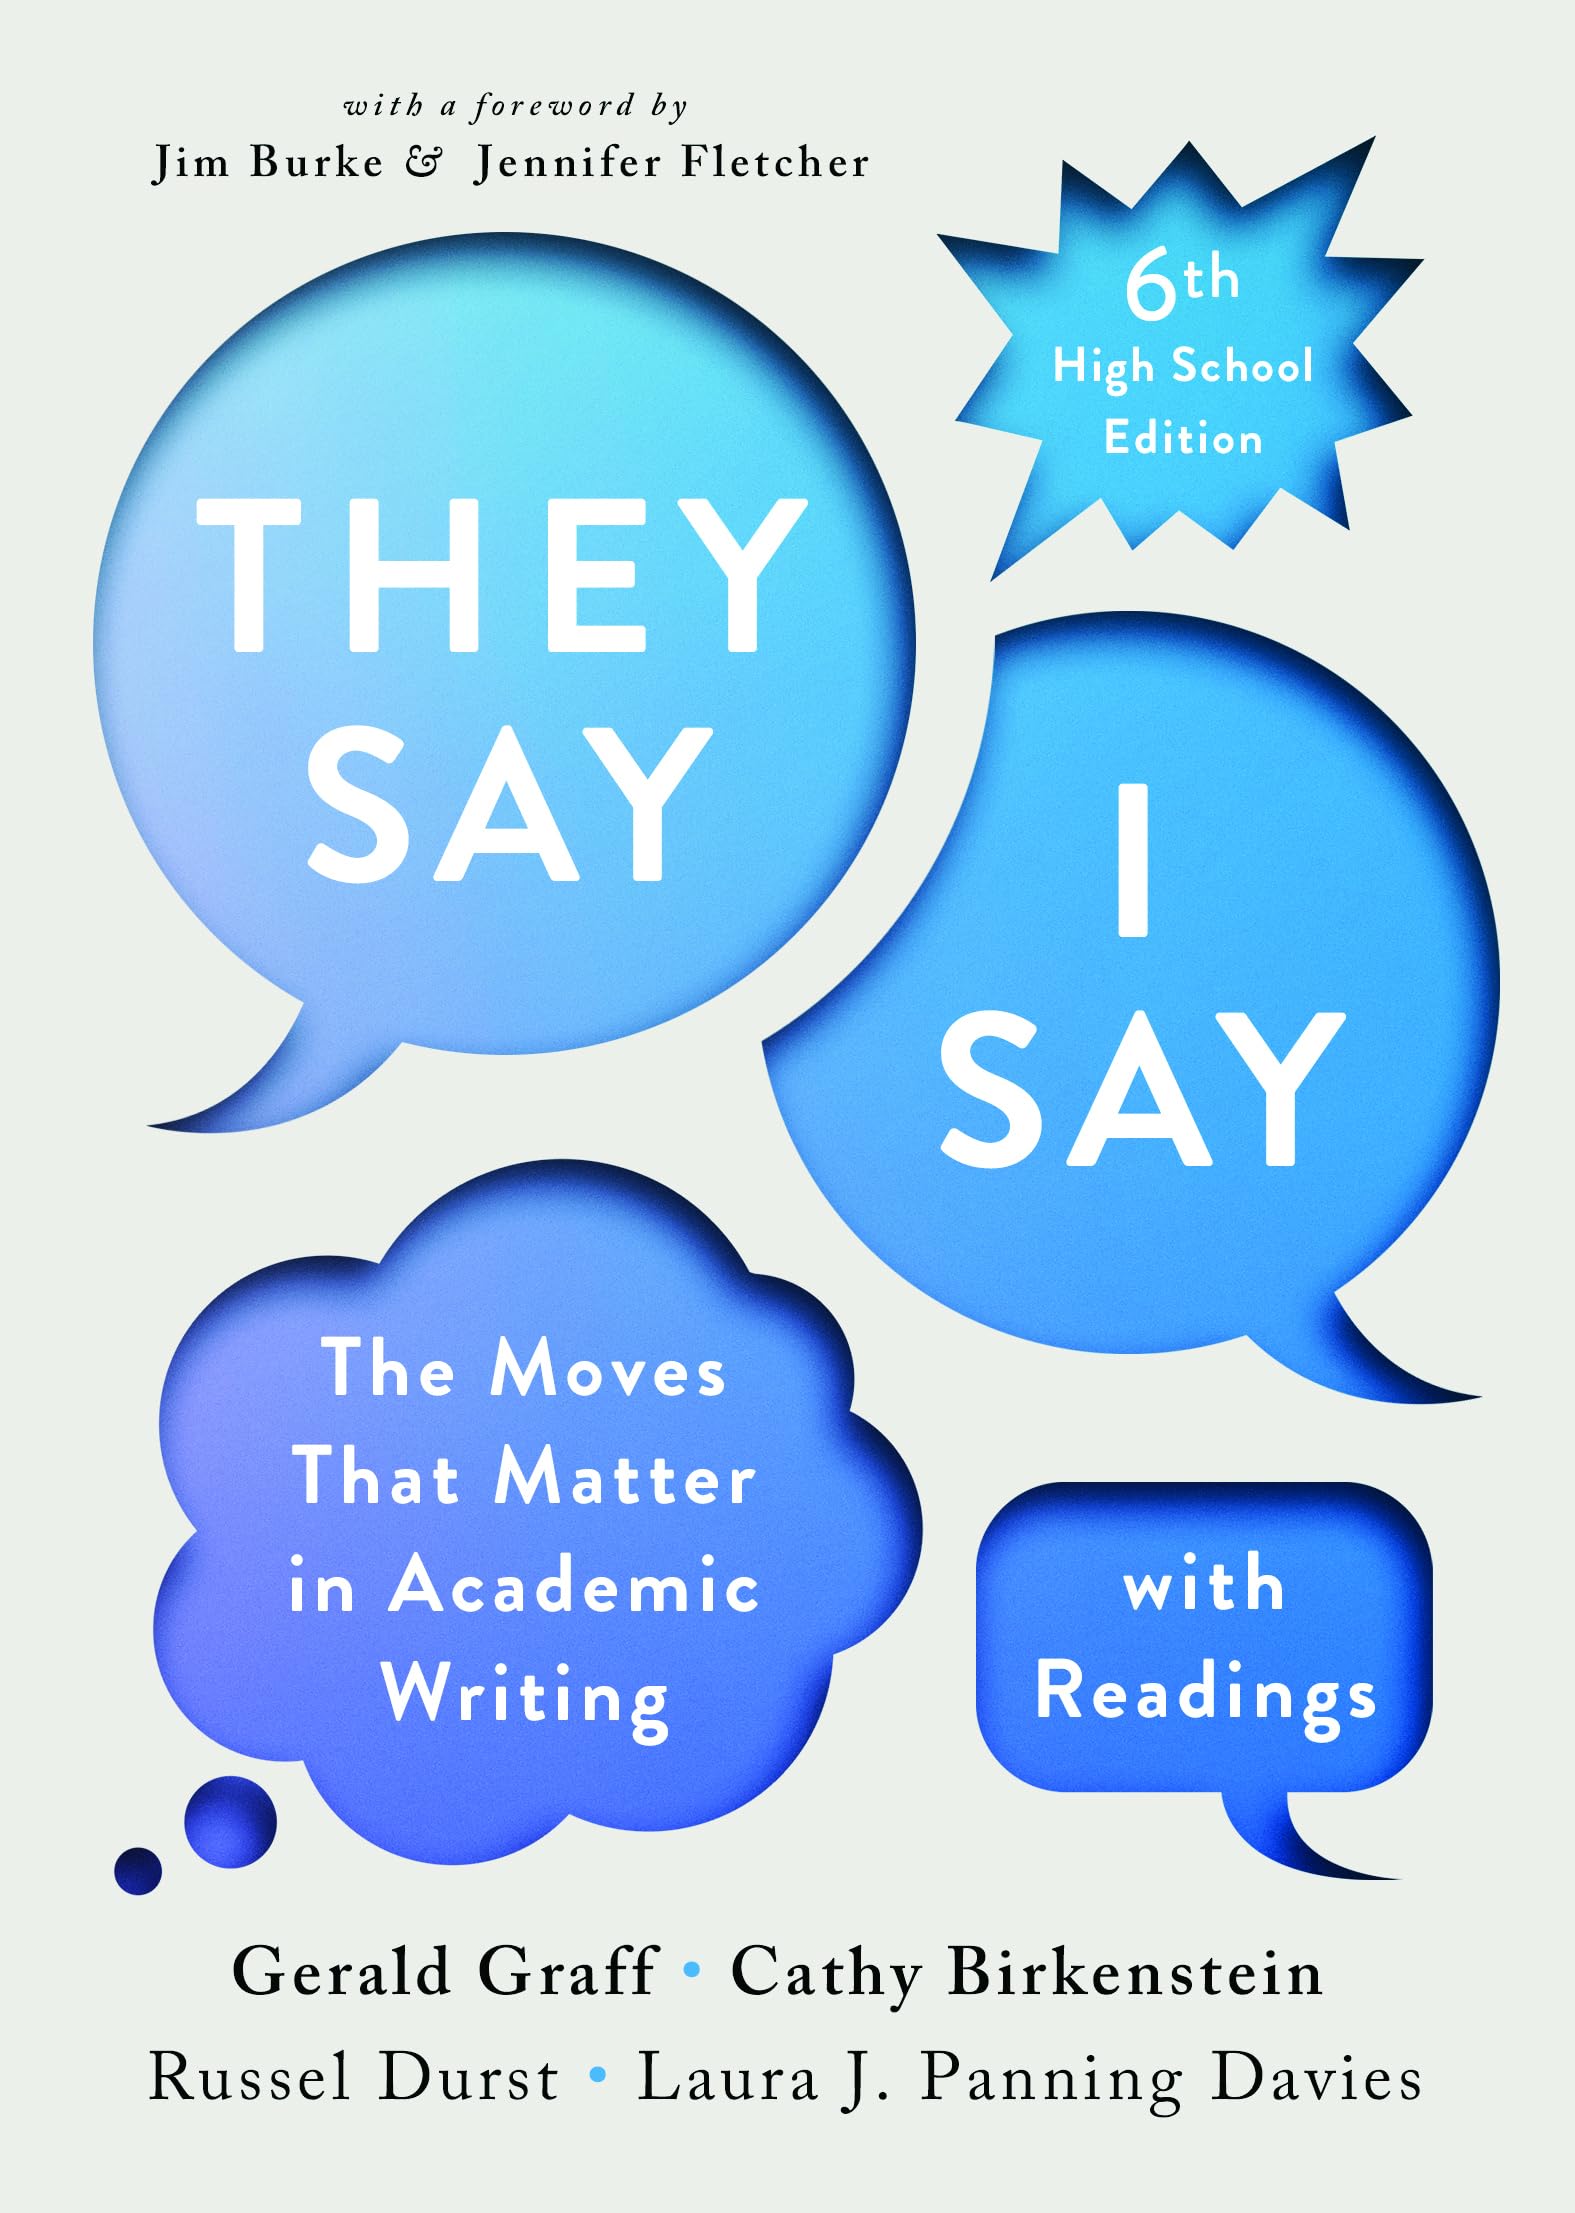 with a foreword by
Jim Burke & Jennifer Fletcher
6th
High School
Edition
THEY
SAY
I
SAY
The Moves
That Matter
in Academic
Writing
with
Readings
Gerald Graff • Cathy Birkenstein
Russel Durst • Laura J. Panning Davies